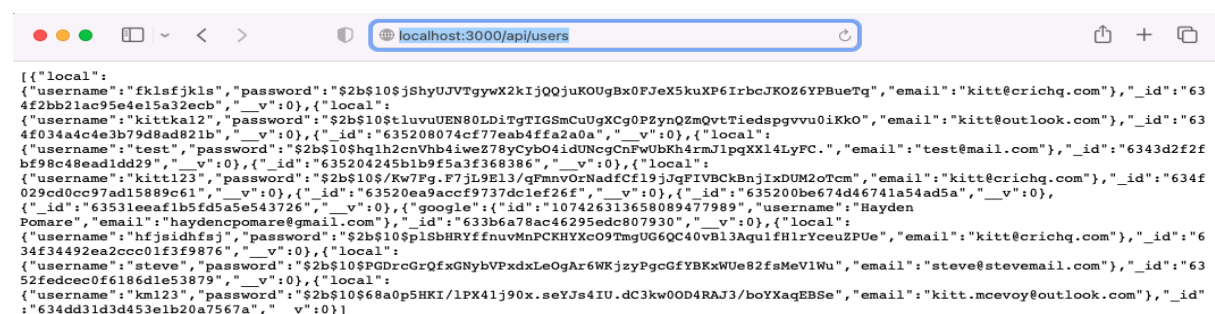 localhost:3000/api/users
[{"local":
{"username":"fklsfjkls","password":"$2b$10$jShyUJVTgywX2kIjQQjuKOUgBx0FJeX5kuXP6IrbcJKOZ6YPBueTq","email":"kitt@crichq.com"},"_id":"63
4f2bb21ac95e4e15a32ecb","__v":0},{"local":
{"username":"kittka12","password":"$2b$10$tluvuUEN80LDiTgTIGSmCuUgXCg0PZynQZmQvtTiedspgvvu0iKkO","email":"kitt@outlook.com"},"_id":"63
4f034a4c4e3b79d8ad821b","__v":0},{"_id":"635208074cf77eab4ffa2a0a","__v":0},{"local":
{"username":"test","password":"$2b$10$hq1h2cnVhb4iweZ78yCybO4idUNcgCnFwUbKh4rmJ1pqXXl4LyFC.","email":"test@mail.com"},"_id":"6343d2f2f
bf98c48ead1dd29","__v":0},{"_id":"635204245b1b9f5a3f368386","__v":0},{"local":
{"username":"kitt123","password":"$2b$10$/Kw7Fg.F7jL9El3/qFmnvOrNadfCfl9jJqFIVBCkBnjIxDUM2oTcm","email":"kitt@crichq.com"},"_id":"634f
029cd0cc97ad15889c61","__v":0},{"_id":"63520ea9accf9737dc1ef26f","__v":0},{"_id":"635200be674d46741a54ad5a","__v":0},
{"_id":"63531eeaf1b5fd5a5e543726","__v":0},{"google":{"id":"107426313658089477989","username":"Hayden
Pomare","email":"haydencpomare@gmail.com"},"_id":"633b6a78ac46295edc807930","__v":0},{"local":
{"username":"hfjsidhfsj","password":"$2b$10$plSbHRYffnuvMnPCKHYXcO9TmgUG6QC40vBl3Aqu1fH1rYceuZPUe","email":"kitt@crichq.com"},"_id":"6
34f34492ea2ccc01f3f9876","__v":0},{"local":
{"username":"steve","password":"$2b$10$PGDrcGrQfxGNybVPxdxLeOgAr6WKjzyPgcGfYBKxWUe82fsMeV1Wu","email":"steve@stevemail.com"},"_id":"63
52fedcec0f6186d1e53879","__v":0},{"local":
{"username":"km123","password":"$2b$10$68a0p5HKI/lPX41j90x.seYJs4IU.dC3kw0OD4RAJ3/boYXaqEBSe","email":"kitt.mcevoy@outlook.com"},"_id"
:"634dd31d3d453e1b20a7567a","__v":0}]